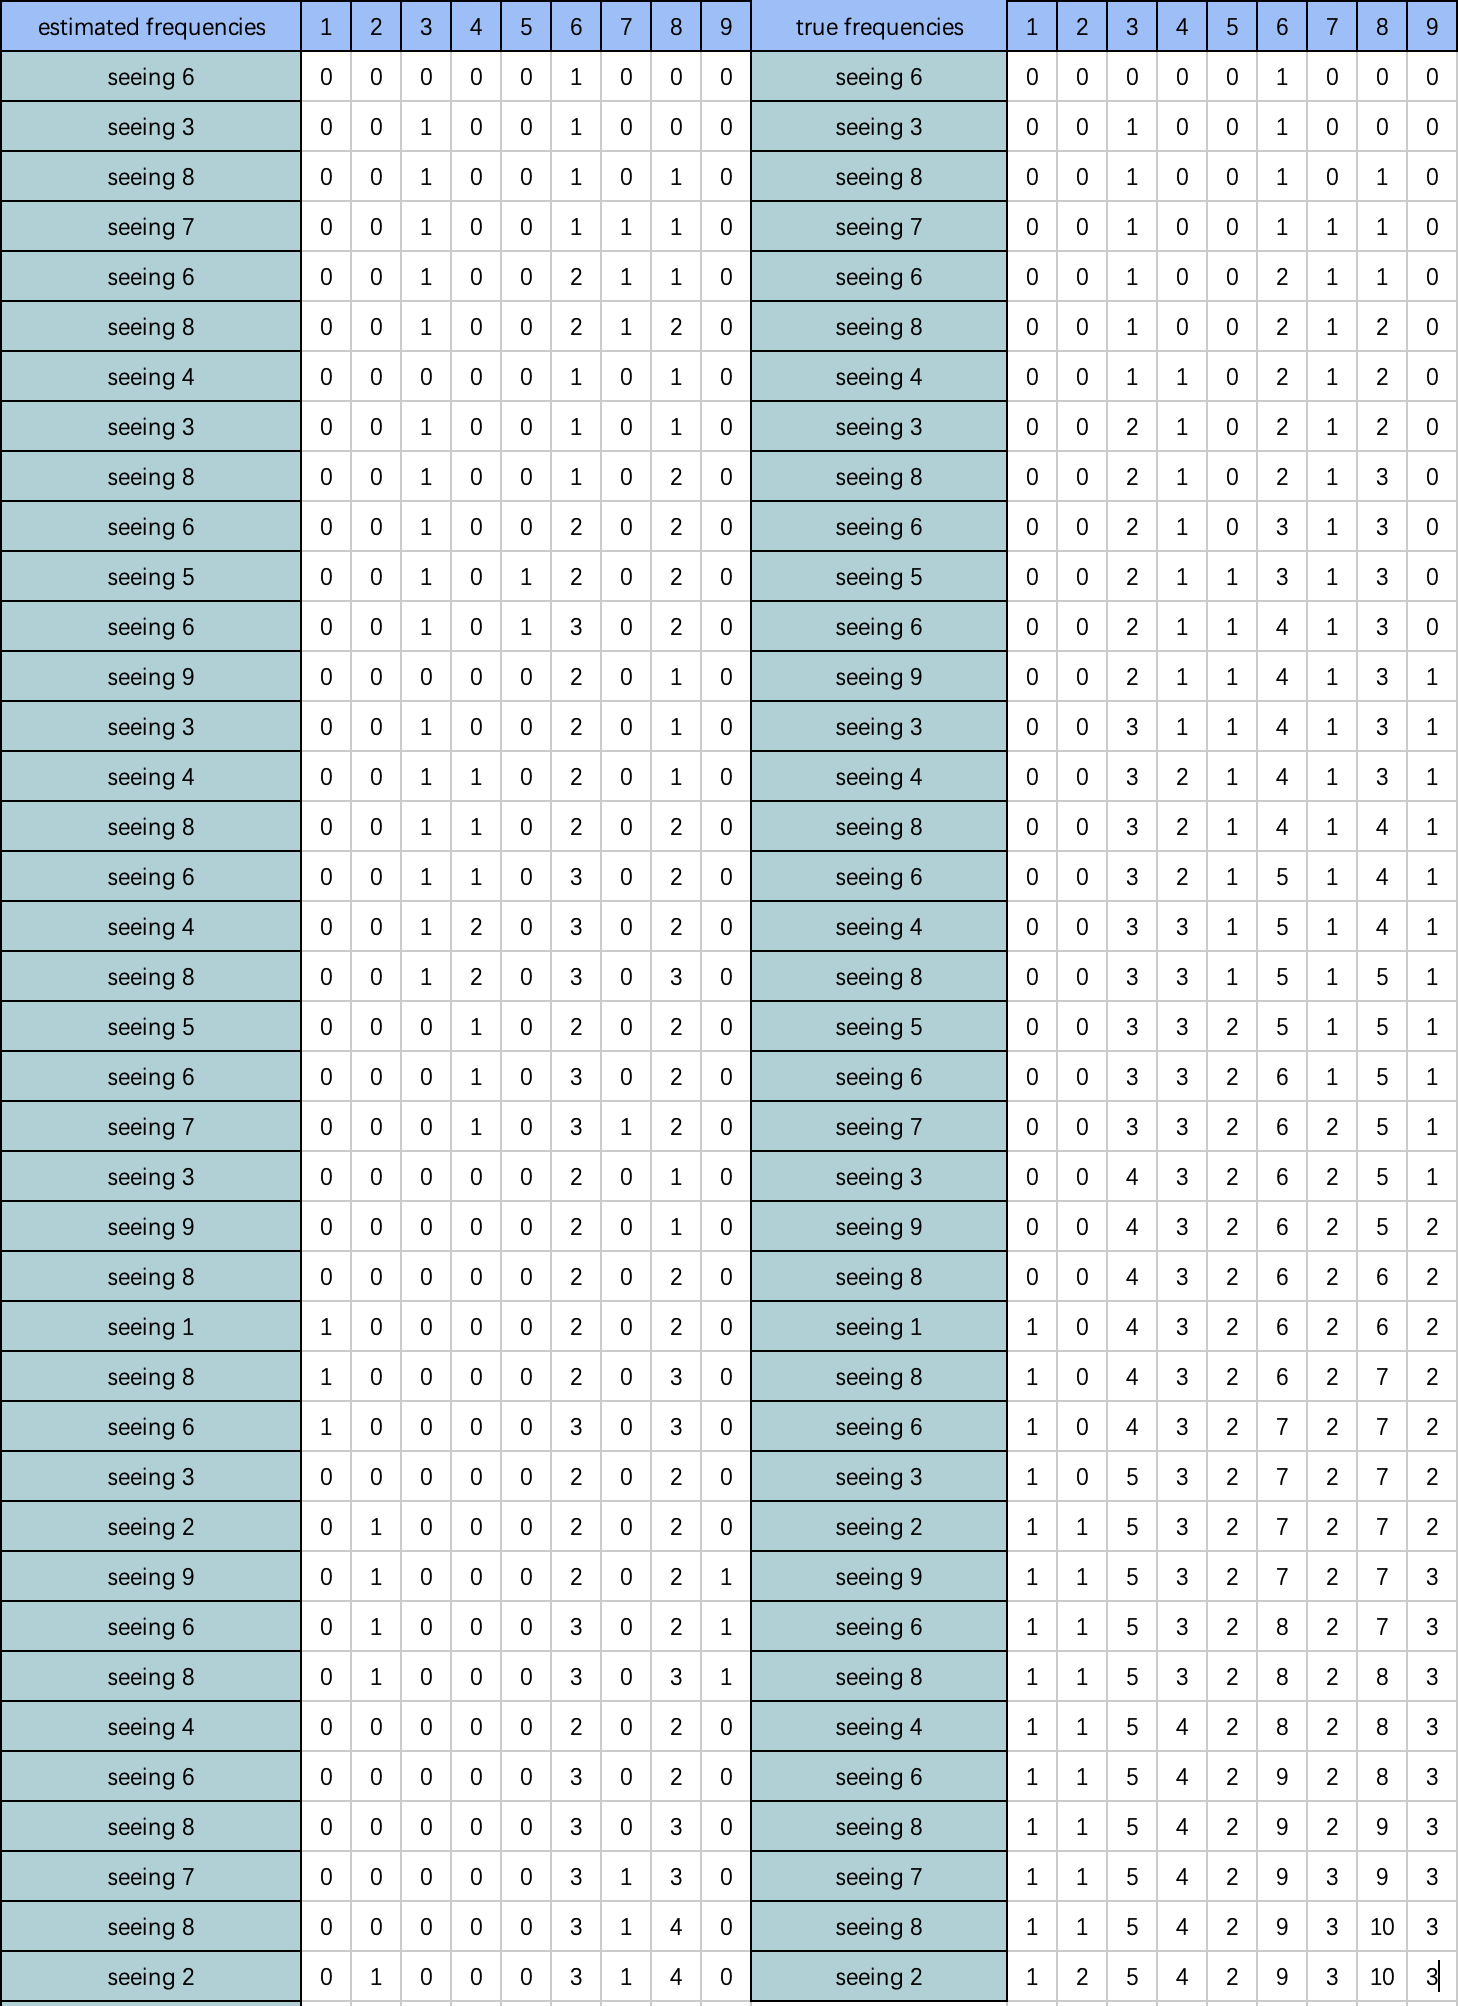 estimated frequencies 1 2 3 4 5 6 7 8 9 true frequencies 1 2 3 4 5 6 7 8 9
seeing 6 0 0 0 0 0 1 0 0 0 seeing 6 0 0 0 0 0 1 0 0 0
seeing 3 0 0 1 0 0 1 0 0 0 seeing 3 0 0 1 0 0 1 0 0 0
seeing 8 0 0 1 0 0 1 0 1 0 seeing 8 0 0 1 0 0 1 0 1 0
seeing 7 0 0 1 0 0 1 1 1 0 seeing 7 0 0 1 0 0 1 1 1 0
seeing 6 0 0 1 0 0 2 1 1 0 seeing 6 0 0 1 0 0 2 1 1 0
seeing 8 0 0 1 0 0 2 1 2 0 seeing 8 0 0 1 0 0 2 1 2 0
seeing 4 0 0 0 0 0 1 0 1 0 seeing 4 0 0 1 1 0 2 1 2 0
seeing 3 0 0 1 0 0 1 0 1 0 seeing 3 0 0 2 1 0 2 1 2 0
seeing 8 0 0 1 0 0 1 0 2 0 seeing 8 0 0 2 1 0 2 1 3 0
seeing 6 0 0 1 0 0 2 0 2 0 seeing 6 0 0 2 1 0 3 1 3 0
seeing 5 0 0 1 0 1 2 0 2 0 seeing 5 0 0 2 1 1 3 1 3 0
seeing 6 0 0 1 0 1 3 0 2 0 seeing 6 0 0 2 1 1 4 1 3 0
seeing 9 0 0 0 0 0 2 0 1 0 seeing 9 0 0 2 1 1 4 1 3 1
seeing 3 0 0 1 0 0 2 0 1 0 seeing 3 0 0 3 1 1 4 1 3 1
seeing 4 0 0 1 1 0 2 0 1 0 seeing 4 0 0 3 2 1 4 1 3 1
seeing 8 0 0 1 1 0 2 0 2 0 seeing 8 0 0 3 2 1 4 1 4 1
seeing 6 0 0 1 1 0 3 0 2 0 seeing 6 0 0 3 2 1 5 1 4 1
seeing 4 0 0 1 2 0 3 0 2 0 seeing 4 0 0 3 3 1 5 1 4 1
seeing 8 0 0 1 2 0 3 0 3 0 seeing 8 0 0 3 3 1 5 1 5 1
seeing 5 0 0 0 1 0 2 0 2 0 seeing 5 0 0 3 3 2 5 1 5 1
seeing 6 0 0 0 1 0 3 0 2 0 seeing 6 0 0 3 3 2 6 1 5 1
seeing 7 0 0 0 1 0 3 1 2 0 seeing 7 0 0 3 3 2 6 2 5 1
seeing 3 0 0 0 0 0 2 0 1 0 seeing 3 0 0 4 3 2 6 2 5 1
seeing 9 0 0 0 0 0 2 0 1 0 seeing 9 0 0 4 3 2 6 2 5 2
seeing 8 0 0 0 0 0 2 0 2 0 seeing 8 0 0 4 3 2 6 2 6 2
seeing 1 1 0 0 0 0 2 0 2 0 seeing 1 1 0 4 3 2 6 2 6 2
seeing 8 1 0 0 0 0 2 0 3 0 seeing 8 1 0 4 3 2 6 2 7 2
seeing 6 1 0 0 0 0 3 0 3 0 seeing 6 1 0 4 3 2 7 2 7 2
seeing 3 0 0 0 0 0 2 0 2 0 seeing 3 1 0 5 3 2 7 2 7 2
seeing 2 0 1 0 0 0 2 0 2 0 seeing 2 1 1 5 3 2 7 2 7 2
seeing 9 0 1 0 0 0 2 0 2 1 seeing 9 1 1 5 3 2 7 2 7 3
seeing 6 0 1 0 0 0 3 0 2 1 seeing 6 1 1 5 3 2 8 2 7 3
seeing 8 0 1 0 0 0 3 0 3 1 seeing 8 1 1 5 3 2 8 2 8 3
seeing 4 0 0 0 0 0 2 0 2 0 seeing 4 1 1 5 4 2 8 2 8 3
seeing 6 0 0 0 0 0 3 0 2 0 seeing 6 1 1 5 4 2 9 2 8 3
seeing 8 0 0 0 0 0 3 0 3 0 seeing 8 1 1 5 4 2 9 2 9 3
seeing 7 0 0 0 0 0 3 1 3 0 seeing 7 1 1 5 4 2 9 3 9 3
seeing 8 0 0 0 0 0 3 1 4 0 seeing 8 1 1 5 4 2 9 3 10 3
seeing 2 0 1 0 0 0 3 1 4 0 seeing 2 1 2 5 4 2 9 3 10 3